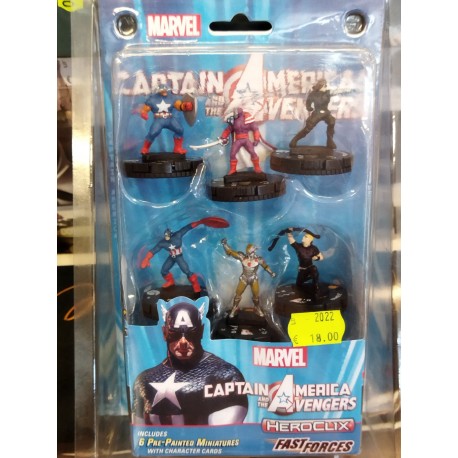 MARVEL
CAPTAIN AMERICA
AND THE AVENGERS
2022
€ 18.00
MARVEL
CAPTAIN AMERICA
AND THE AVENGERS
HEROCLIX
FAST FORCES
INCLUDES
6 PRE-PAINTED MINIATURES
WITH CHARACTER CARDS